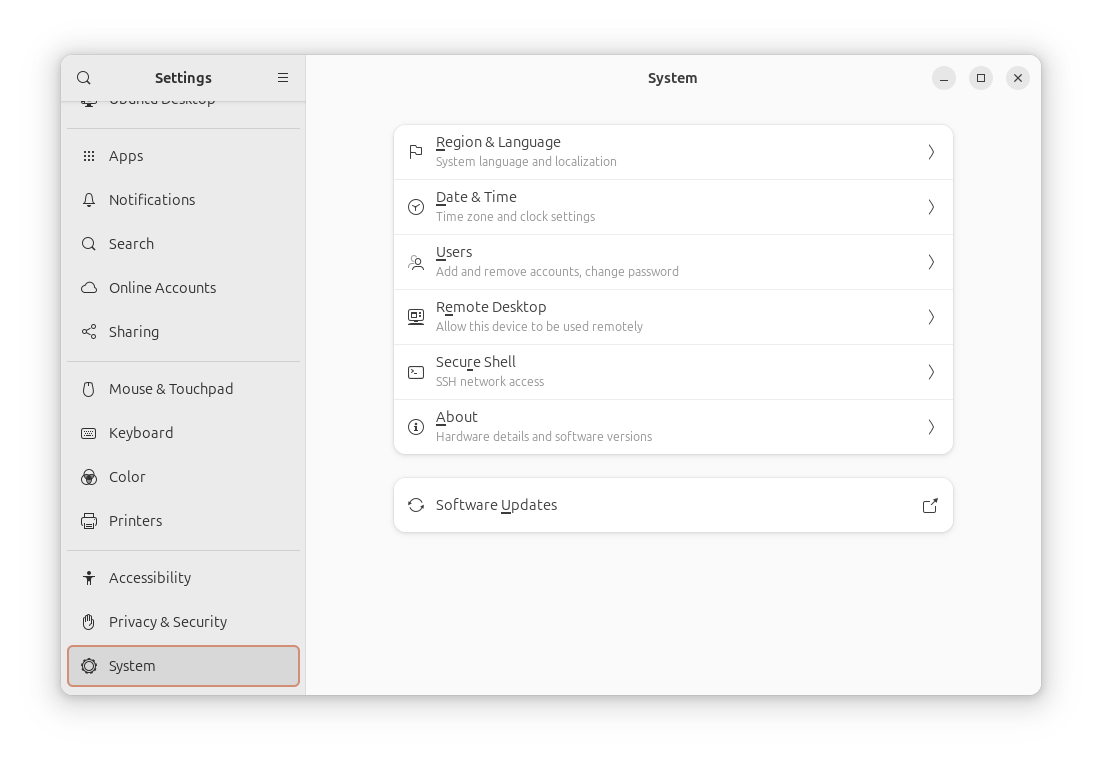 Settings
System
Ubuntu Desktop
Apps
Notifications
Search
Online Accounts
Sharing
Mouse & Touchpad
Keyboard
Color
Printers
Accessibility
Privacy & Security
System
Region & Language
System language and localization
Date & Time
Time zone and clock settings
Users
Add and remove accounts, change password
Remote Desktop
Allow this device to be used remotely
Secure Shell
SSH network access
About
Hardware details and software versions
Software Updates